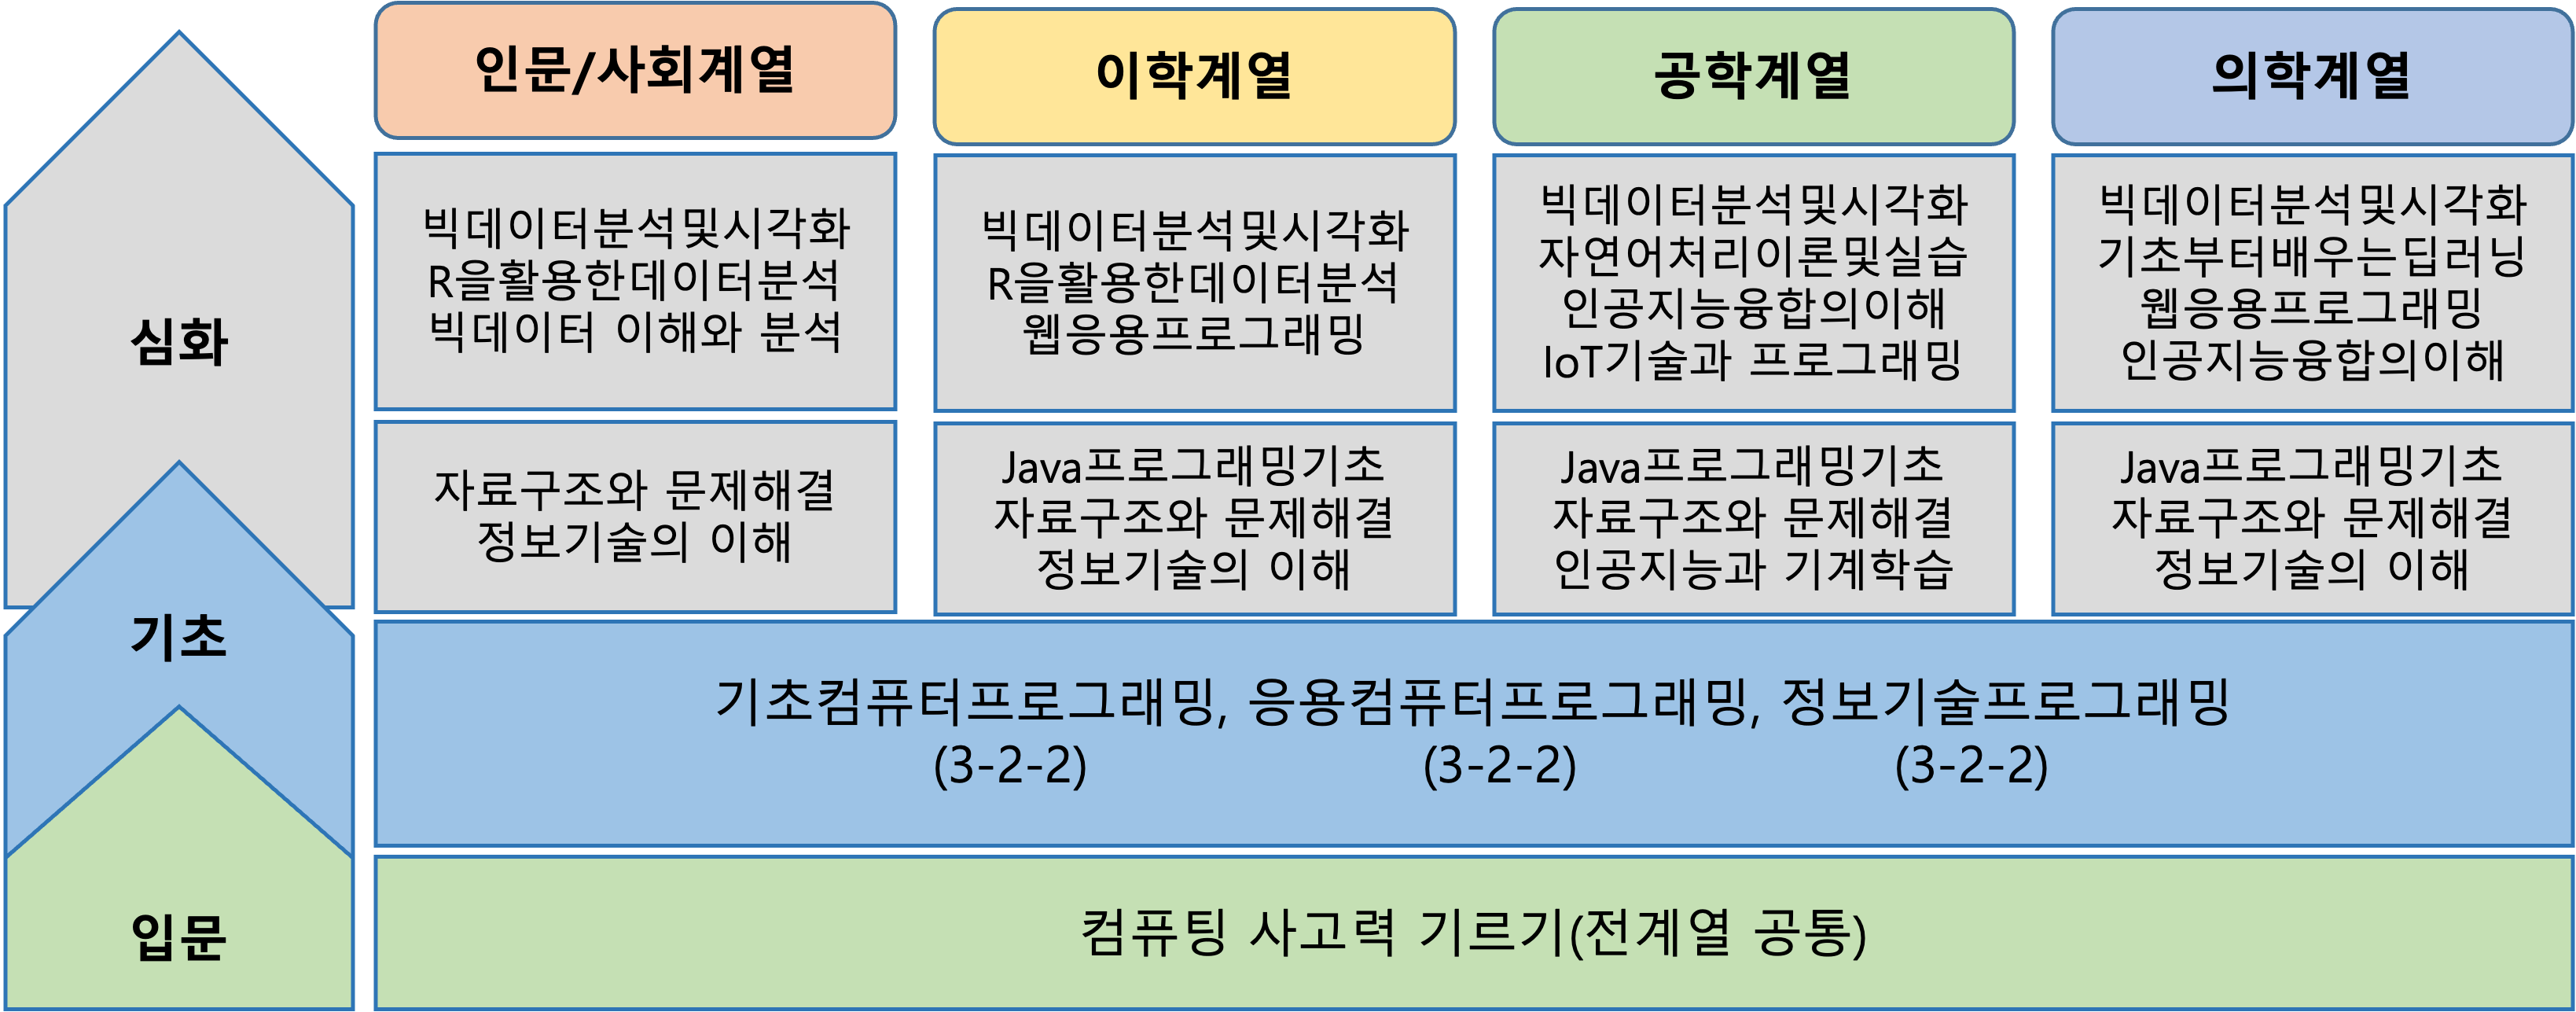 인문/사회계열
이학계열
공학계열
의학계열
심화
빅데이터분석및시각화
R을활용한데이터분석
빅데이터 이해와 분석
빅데이터분석및시각화
R을활용한데이터분석
웹응용프로그래밍
빅데이터분석및시각화
자연어처리이론및실습
인공지능융합의이해
IoT기술과 프로그래밍
빅데이터분석및시각화
기초부터배우는딥러닝
웹응용프로그래밍
인공지능융합의이해
자료구조와 문제해결
정보기술의 이해
Java프로그래밍기초
자료구조와 문제해결
정보기술의 이해
Java프로그래밍기초
자료구조와 문제해결
인공지능과 기계학습
Java프로그래밍기초
자료구조와 문제해결
정보기술의 이해
기초
기초컴퓨터프로그래밍, 응용컴퓨터프로그래밍, 정보기술프로그래밍
(3-2-2) (3-2-2) (3-2-2)
입문
컴퓨팅 사고력 기르기(전계열 공통)